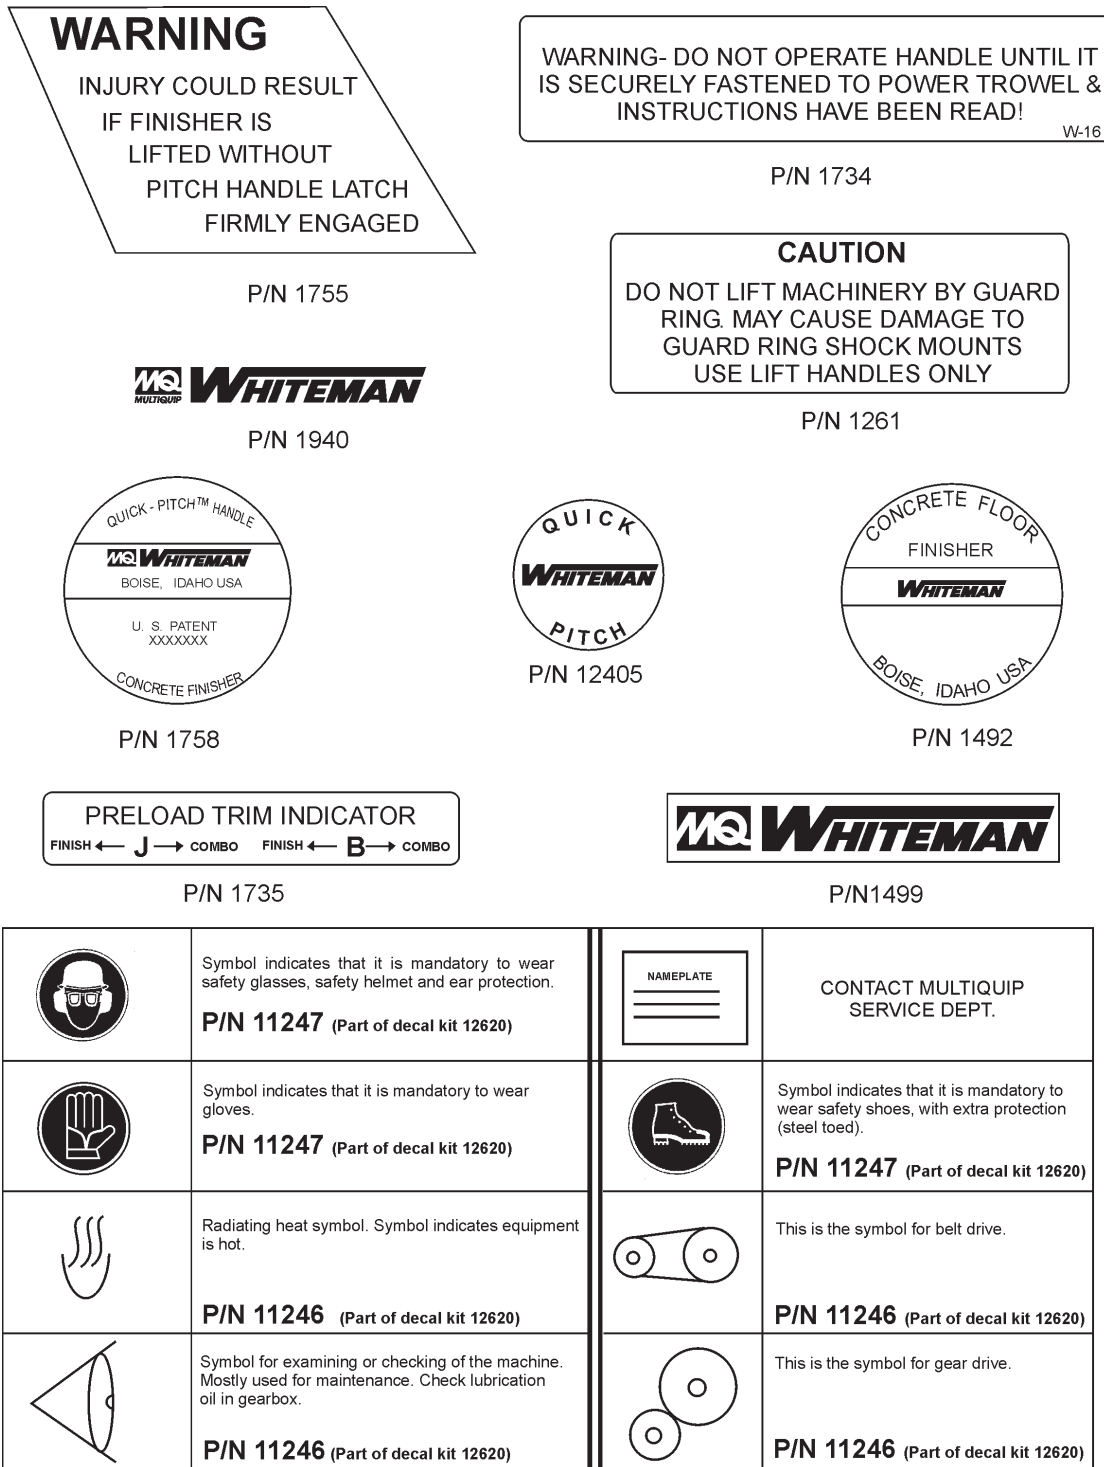 WARNING
INJURY COULD RESULT
IF FINISHER IS
LIFTED WITHOUT
PITCH HANDLE LATCH
FIRMLY ENGAGED
P/N 1755
WARNING- DO NOT OPERATE HANDLE UNTIL IT
IS SECURELY FASTENED TO POWER TROWEL &
INSTRUCTIONS HAVE BEEN READ!
W-16
P/N 1734
CAUTION
DO NOT LIFT MACHINERY BY GUARD
RING. MAY CAUSE DAMAGE TO
GUARD RING SHOCK MOUNTS
USE LIFT HANDLES ONLY
P/N 1261
MQ WHITEMAN
MULTIQUIP
P/N 1940
QUICK - PITCH™ HANDLE
MQ WHITEMAN
BOISE, IDAHO USA
U. S. PATENT
XXXXXXX
CONCRETE FINISHER
P/N 1758
QUICK
WHITEMAN
PITCH
P/N 12405
CONCRETE FLOOR
FINISHER
WHITEMAN
BOISE, IDAHO USA
P/N 1492
PRELOAD TRIM INDICATOR
FINISH ← J → COMBO FINISH ← B → COMBO
P/N 1735
MQ WHITEMAN
P/N1499
Symbol indicates that it is mandatory to wear
safety glasses, safety helmet and ear protection.
P/N 11247 (Part of decal kit 12620)
NAMEPLATE
CONTACT MULTIQUIP
SERVICE DEPT.
Symbol indicates that it is mandatory to wear
gloves.
P/N 11247 (Part of decal kit 12620)
Symbol indicates that it is mandatory to
wear safety shoes, with extra protection
(steel toed).
P/N 11247 (Part of decal kit 12620)
Radiating heat symbol. Symbol indicates equipment
is hot.
P/N 11246 (Part of decal kit 12620)
This is the symbol for belt drive.
P/N 11246 (Part of decal kit 12620)
Symbol for examining or checking of the machine.
Mostly used for maintenance. Check lubrication
oil in gearbox.
P/N 11246 (Part of decal kit 12620)
This is the symbol for gear drive.
P/N 11246 (Part of decal kit 12620)